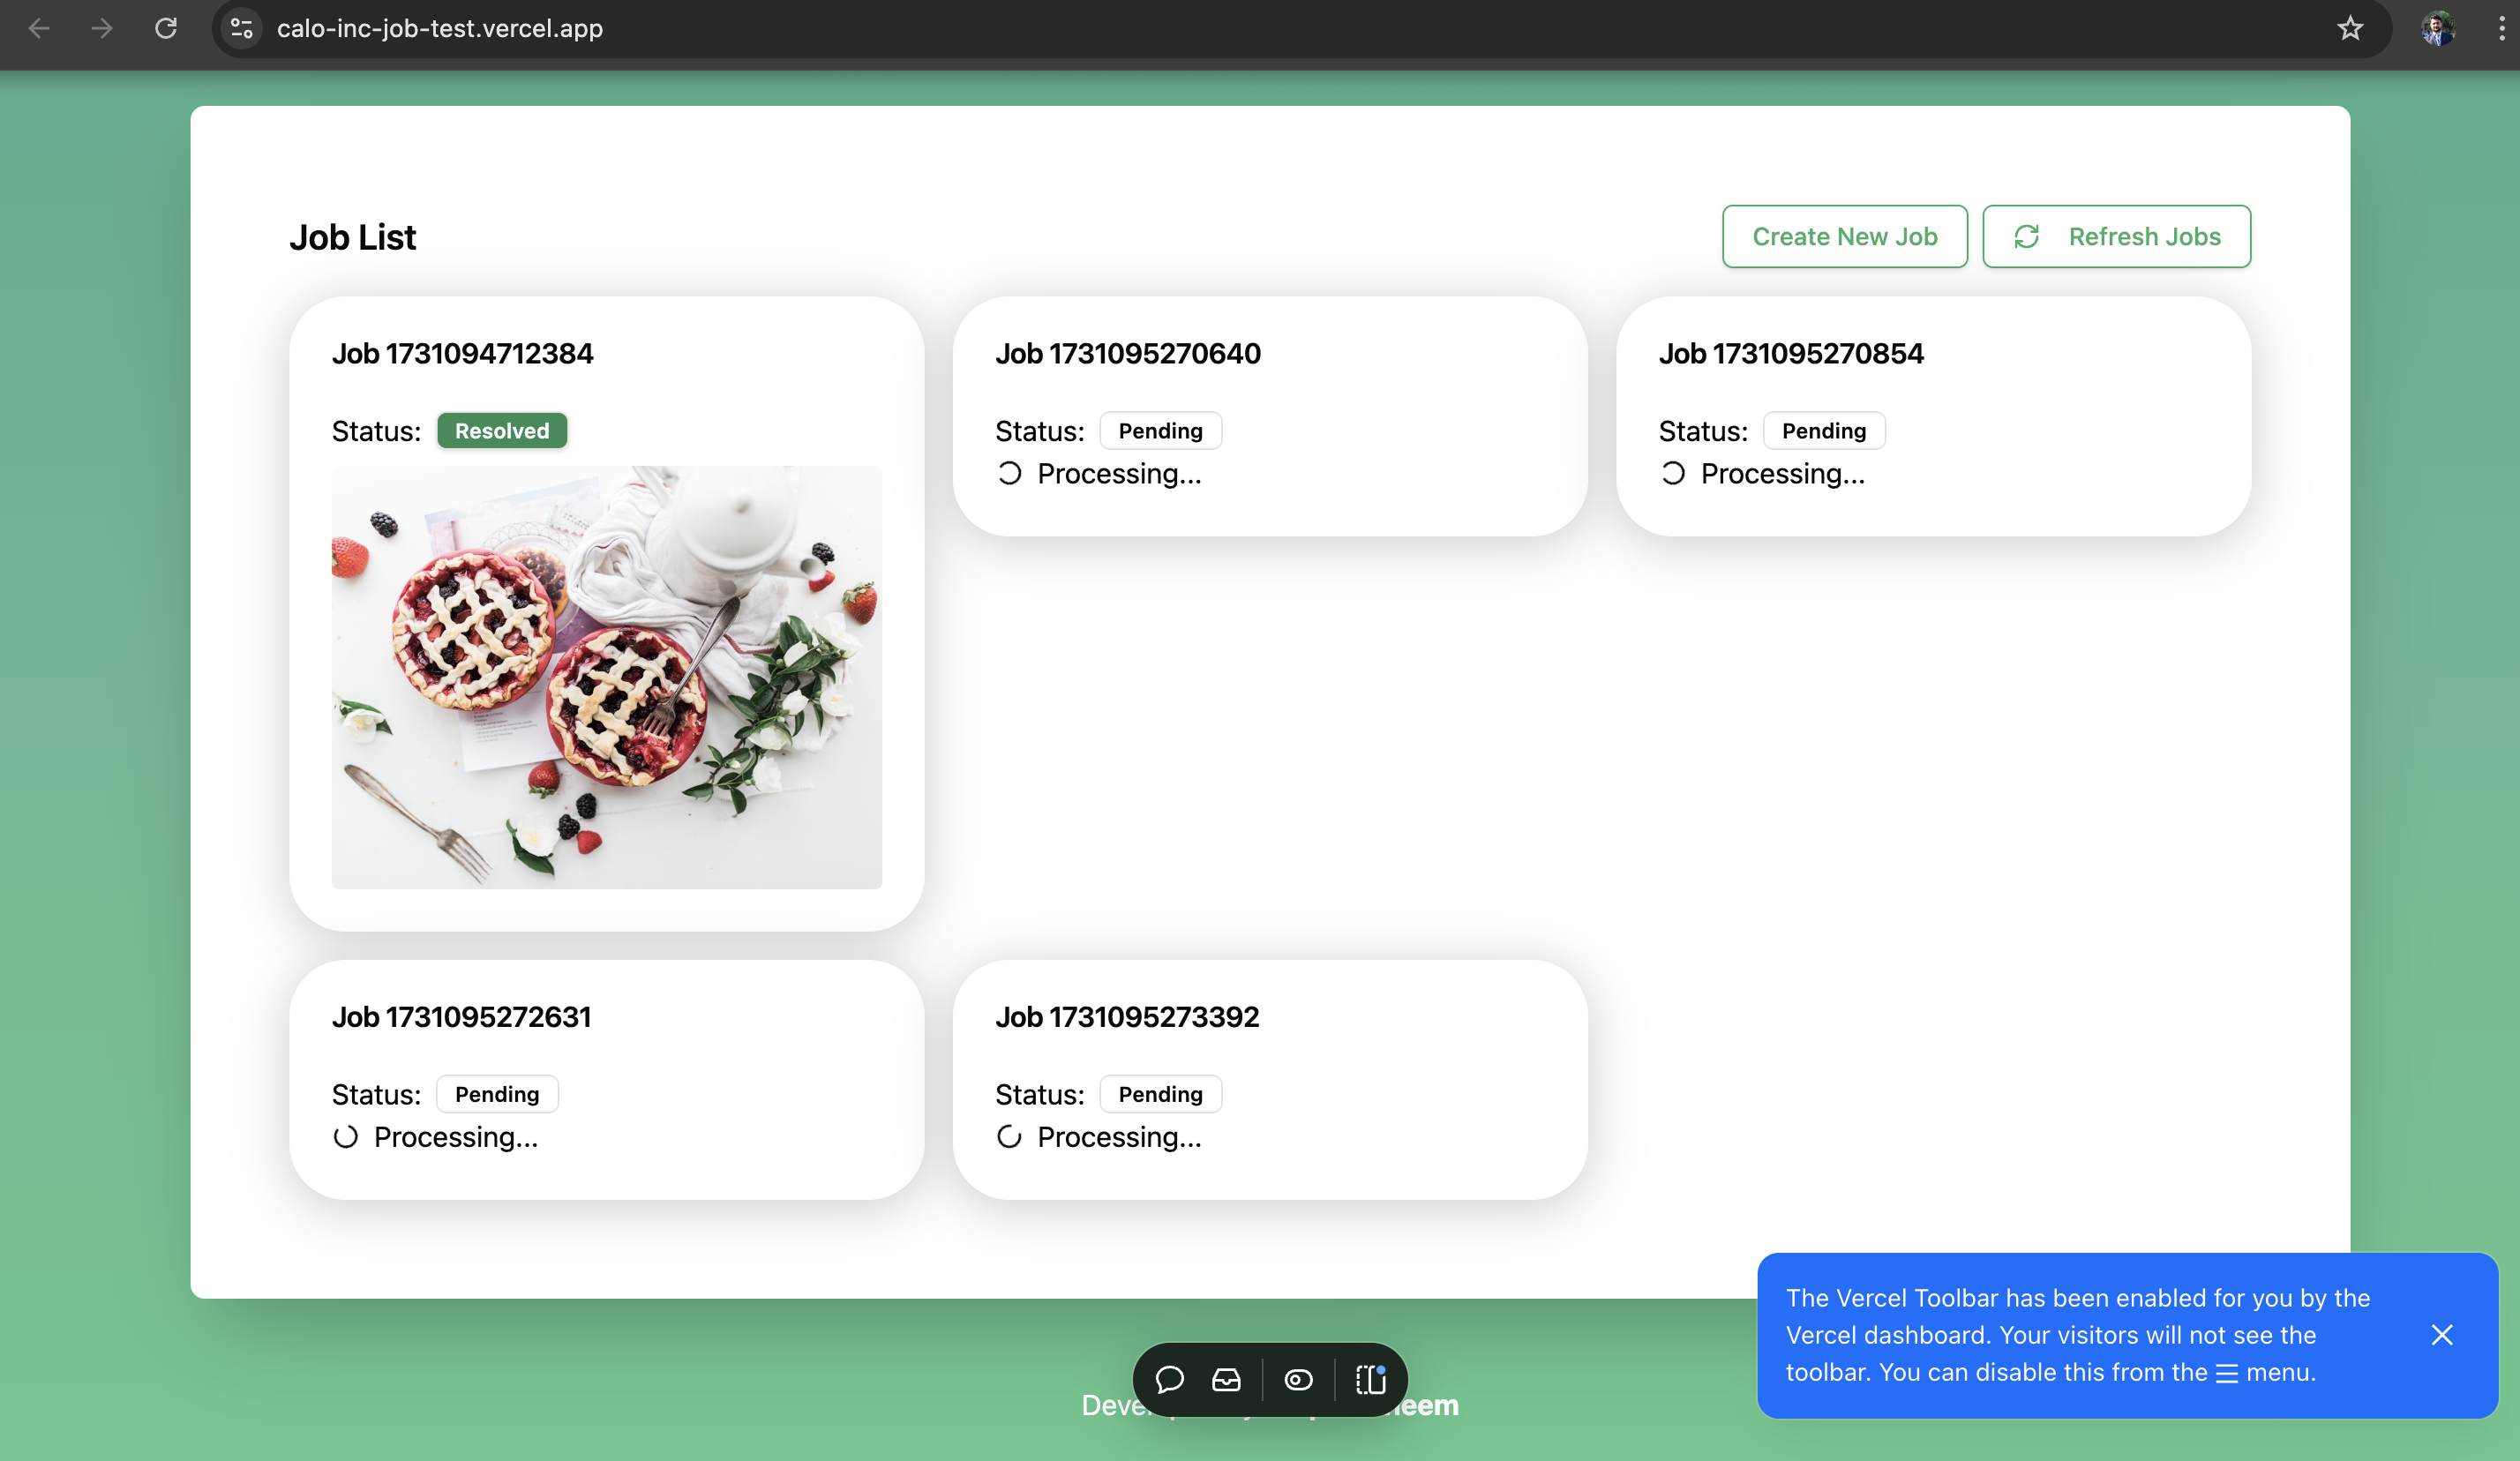 calo-inc-job-test.vercel.app
Job List
Create New Job
Refresh Jobs
Job 1731094712384
Status: Resolved
Job 1731095270640
Status: Pending
Processing...
Job 1731095270854
Status: Pending
Processing...
Job 1731095272631
Status: Pending
Processing...
Job 1731095273392
Status: Pending
Processing...
The Vercel Toolbar has been enabled for you by the
Vercel dashboard. Your visitors will not see the
toolbar. You can disable this from the ☰ menu.